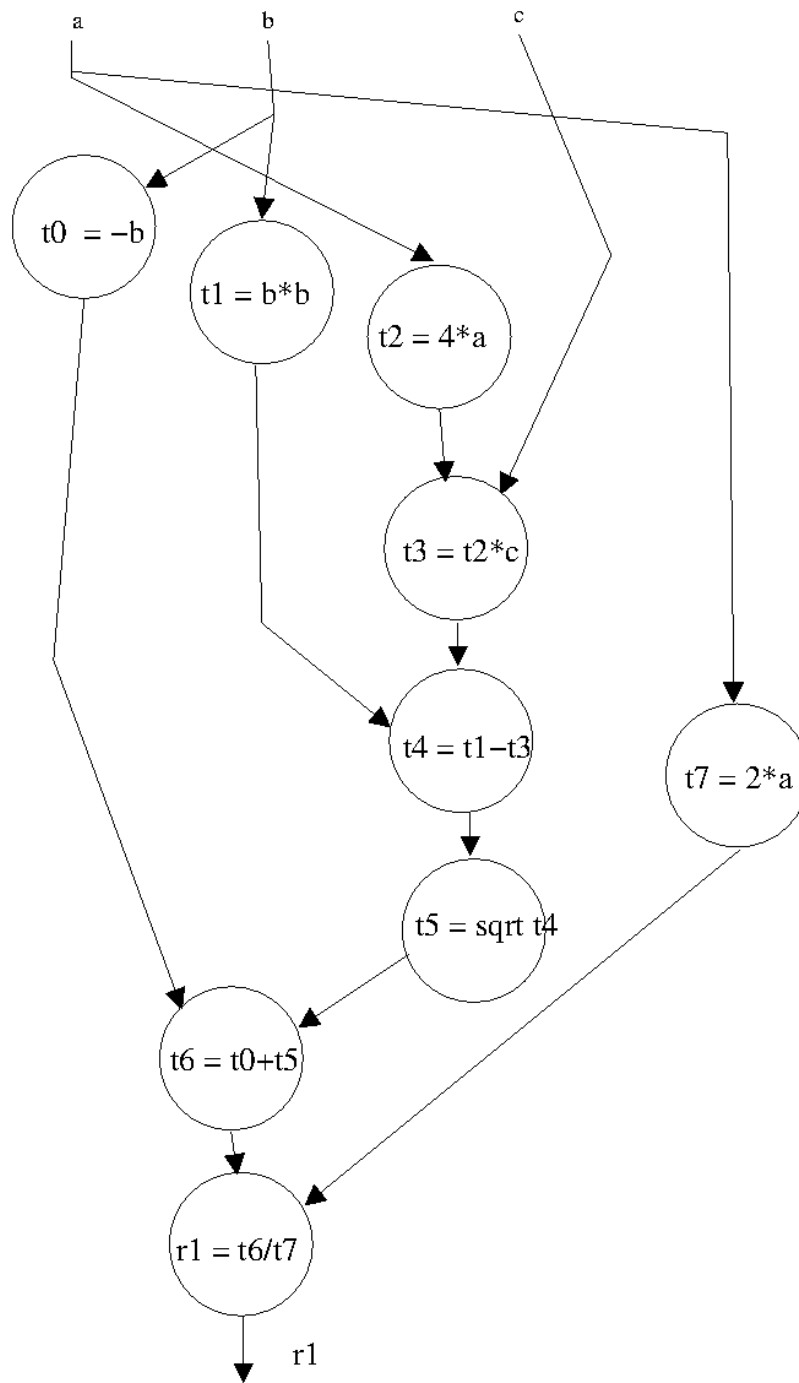 a
b
c
t0 = −b
t1 = b*b
t2 = 4*a
t3 = t2*c
t4 = t1−t3
t7 = 2*a
t5 = sqrt t4
t6 = t0+t5
r1 = t6/t7
r1